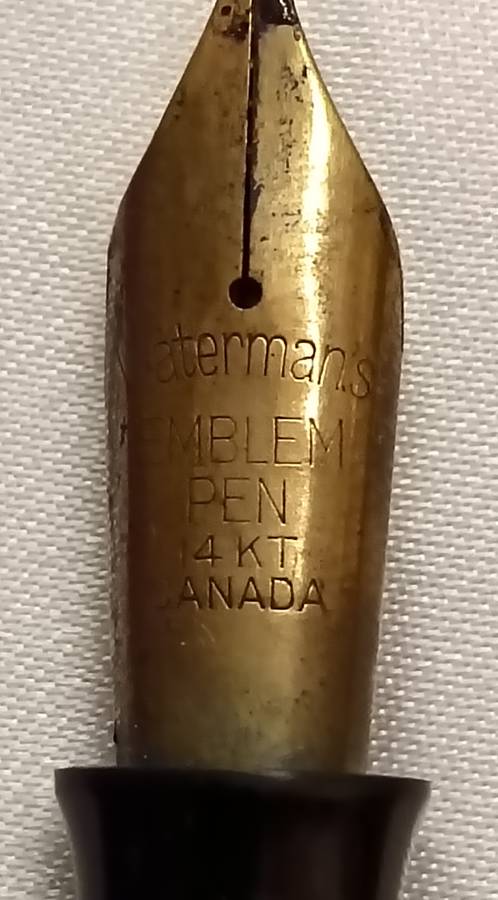 Waterman's
EMBLEM
PEN
14 KT
CANADA